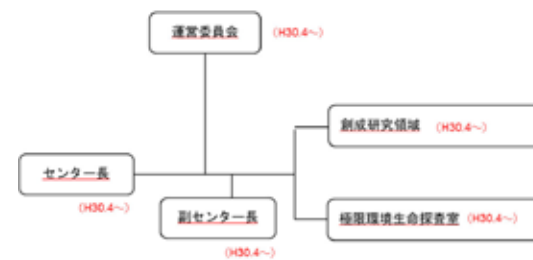 運営委員会 (H30.4～)
創成研究領域 (H30.4～)
センター長
(H30.4～)
副センター長
(H30.4～)
極限環境生命探査室 (H30.4～)